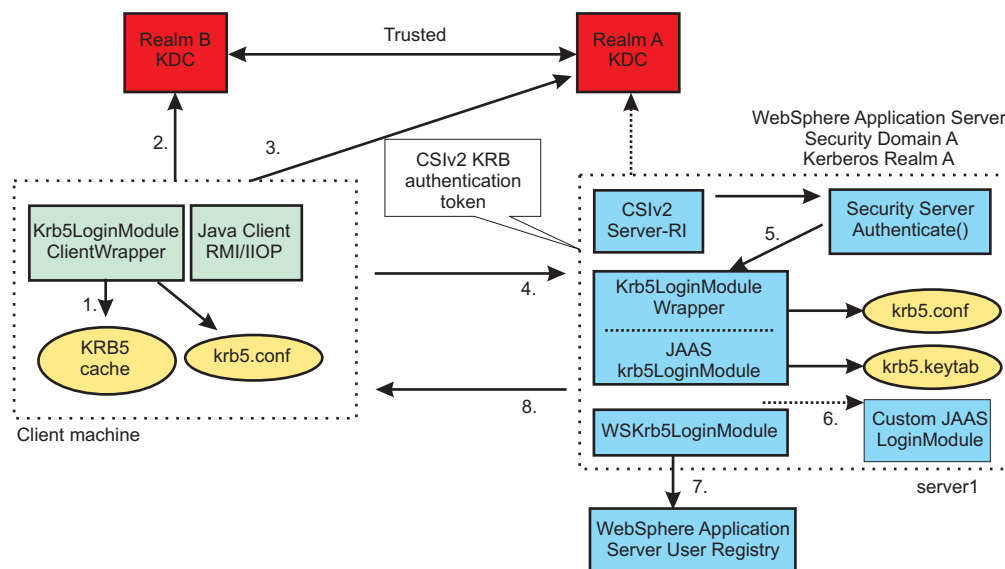 Realm B
KDC
Trusted
Realm A
KDC
2.
3.
WebSphere Application Server
Security Domain A
Kerberos Realm A
CSIv2 KRB
authentication
token
Krb5LoginModule
ClientWrapper
Java Client
RMI/IIOP
CSIv2
Server-RI
Security Server
Authenticate()
5.
1.
4.
Krb5LoginModule
Wrapper
JAAS
krb5LoginModule
krb5.conf
krb5.keytab
KRB5
cache
krb5.conf
8.
6.
Client machine
WSKrb5LoginModule
Custom JAAS
LoginModule
7.
server1
WebSphere Application
Server User Registry